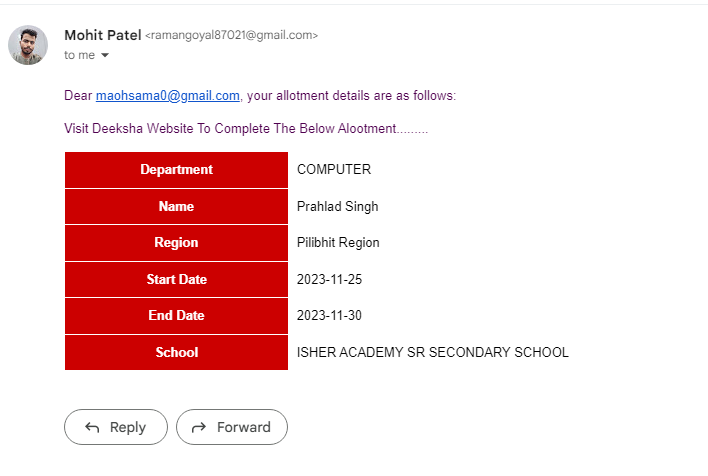 Mohit Patel <ramangoyal87021@gmail.com>
to me
Dear maohsama0@gmail.com, your allotment details are as follows:
Visit Deeksha Website To Complete The Below Alootment.........
Department COMPUTER
Name Prahlad Singh
Region Pilibhit Region
Start Date 2023-11-25
End Date 2023-11-30
School ISHER ACADEMY SR SECONDARY SCHOOL
Reply Forward